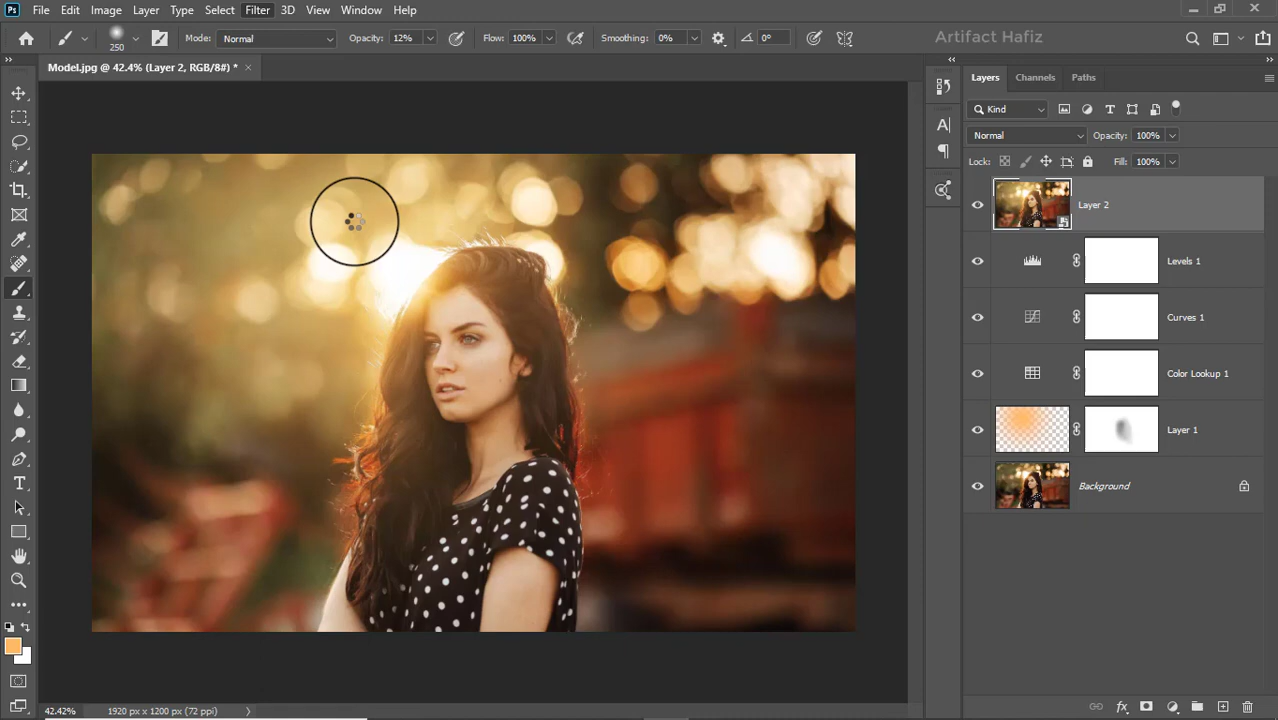 Ps File Edit Image Layer Type Select Filter 3D View Window Help
250 Mode: Normal Opacity: 12% Flow: 100% Smoothing: 0% 0° Artifact Hafiz
Model.jpg @ 42.4% (Layer 2, RGB/8#) *
Layers Channels Paths
Kind
Normal Opacity: 100%
Lock: Fill: 100%
Layer 2
Levels 1
Curves 1
Color Lookup 1
Layer 1
Background
42.42% 1920 px x 1200 px (72 ppi)